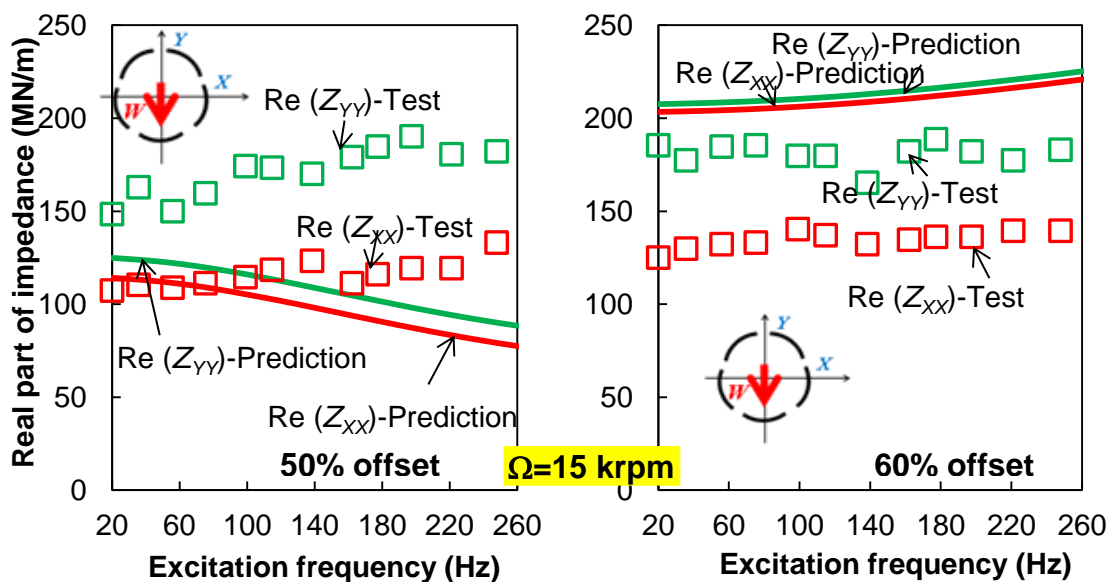 Real part of impedance (MN/m)
250
200
150
100
50
0
Y
X
W
Re (ZYY)-Test
Re (ZXX)-Test
Re (ZYY)-Prediction
Re (ZXX)-Prediction
50% offset
20 60 100 140 180 220 260
Excitation frequency (Hz)
Ω=15 krpm
250
200
150
100
50
0
Re (ZYY)-Prediction
Re (ZXX)-Prediction
Re (ZYY)-Test
Re (ZXX)-Test
Y
X
W
60% offset
20 60 100 140 180 220 260
Excitation frequency (Hz)